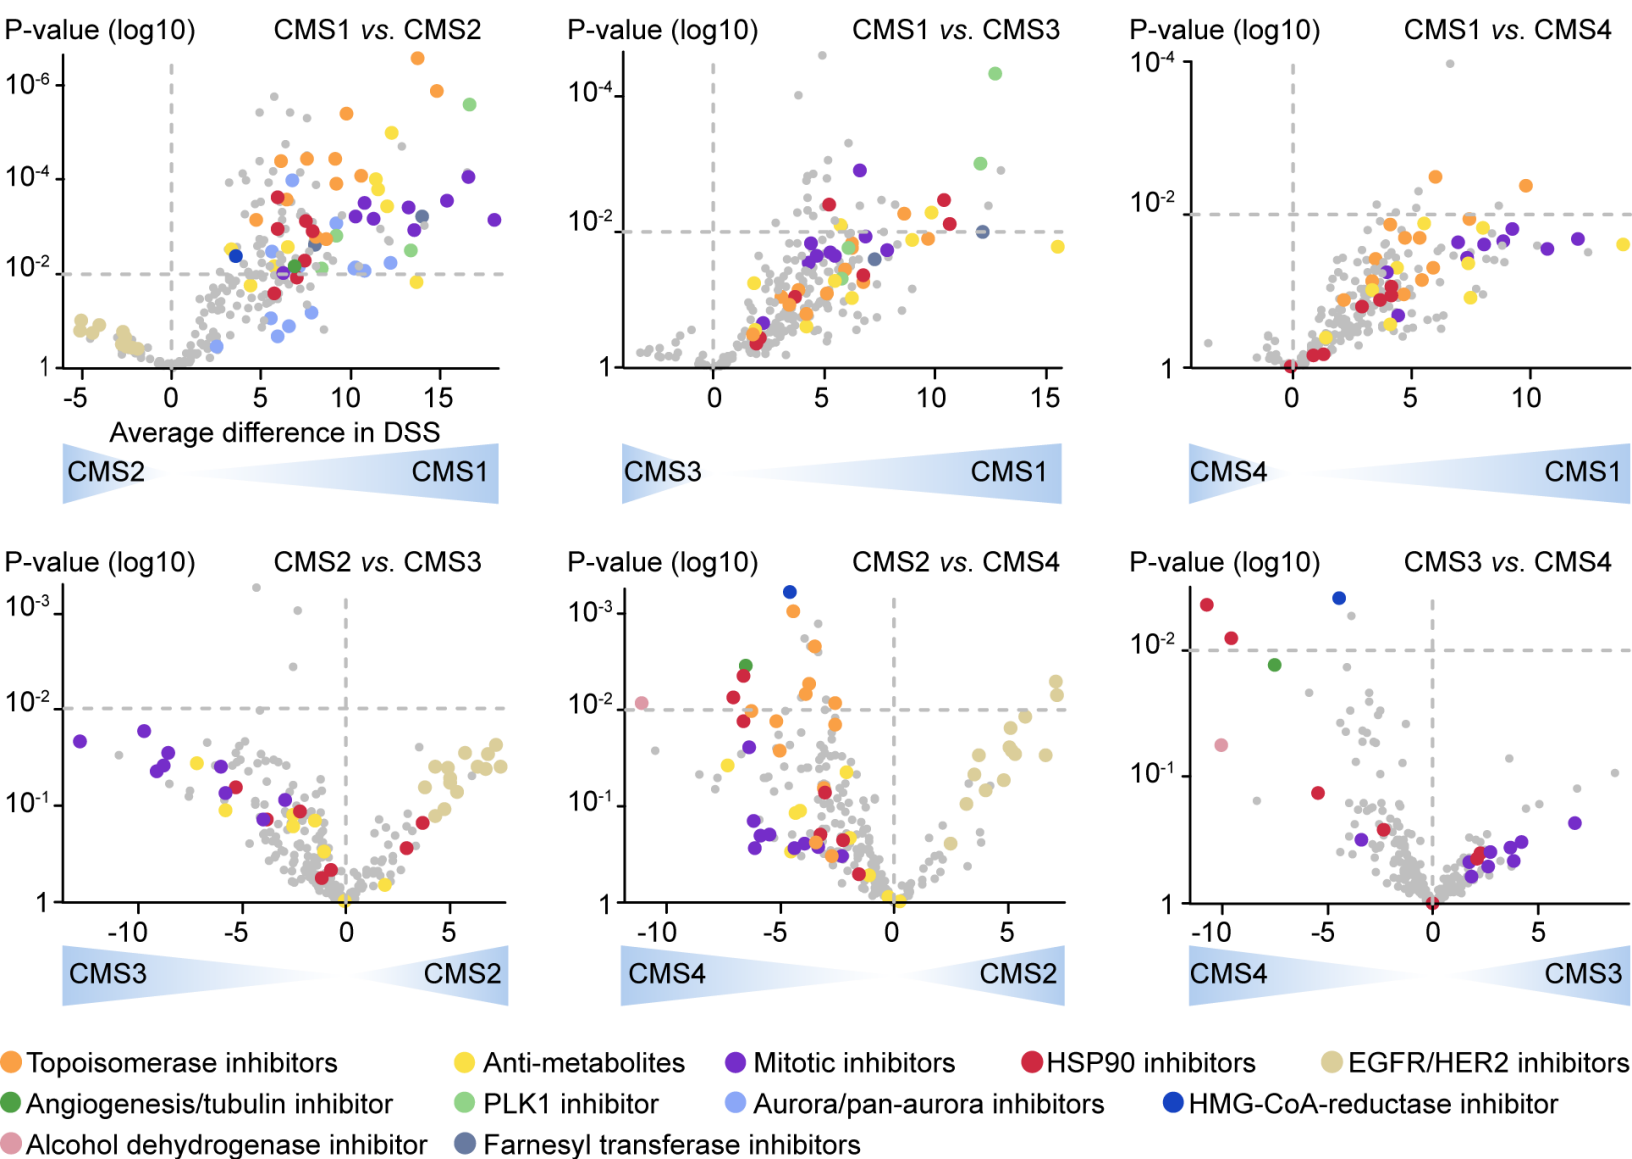 P-value (log10) CMS1 vs. CMS2
10-6
10-4
10-2
1
-5 0 5 10 15
Average difference in DSS
CMS2 CMS1
P-value (log10) CMS1 vs. CMS3
10-4
10-2
1
0 5 10 15
CMS3 CMS1
P-value (log10) CMS1 vs. CMS4
10-4
10-2
1
0 5 10
CMS4 CMS1
P-value (log10) CMS2 vs. CMS3
10-3
10-2
10-1
1
-10 -5 0 5
CMS3 CMS2
P-value (log10) CMS2 vs. CMS4
10-3
10-2
10-1
1
-10 -5 0 5
CMS4 CMS2
P-value (log10) CMS3 vs. CMS4
10-2
10-1
1
-10 -5 0 5
CMS4 CMS3
Topoisomerase inhibitors Anti-metabolites Mitotic inhibitors HSP90 inhibitors EGFR/HER2 inhibitors
Angiogenesis/tubulin inhibitor PLK1 inhibitor Aurora/pan-aurora inhibitors HMG-CoA-reductase inhibitor
Alcohol dehydrogenase inhibitor Farnesyl transferase inhibitors